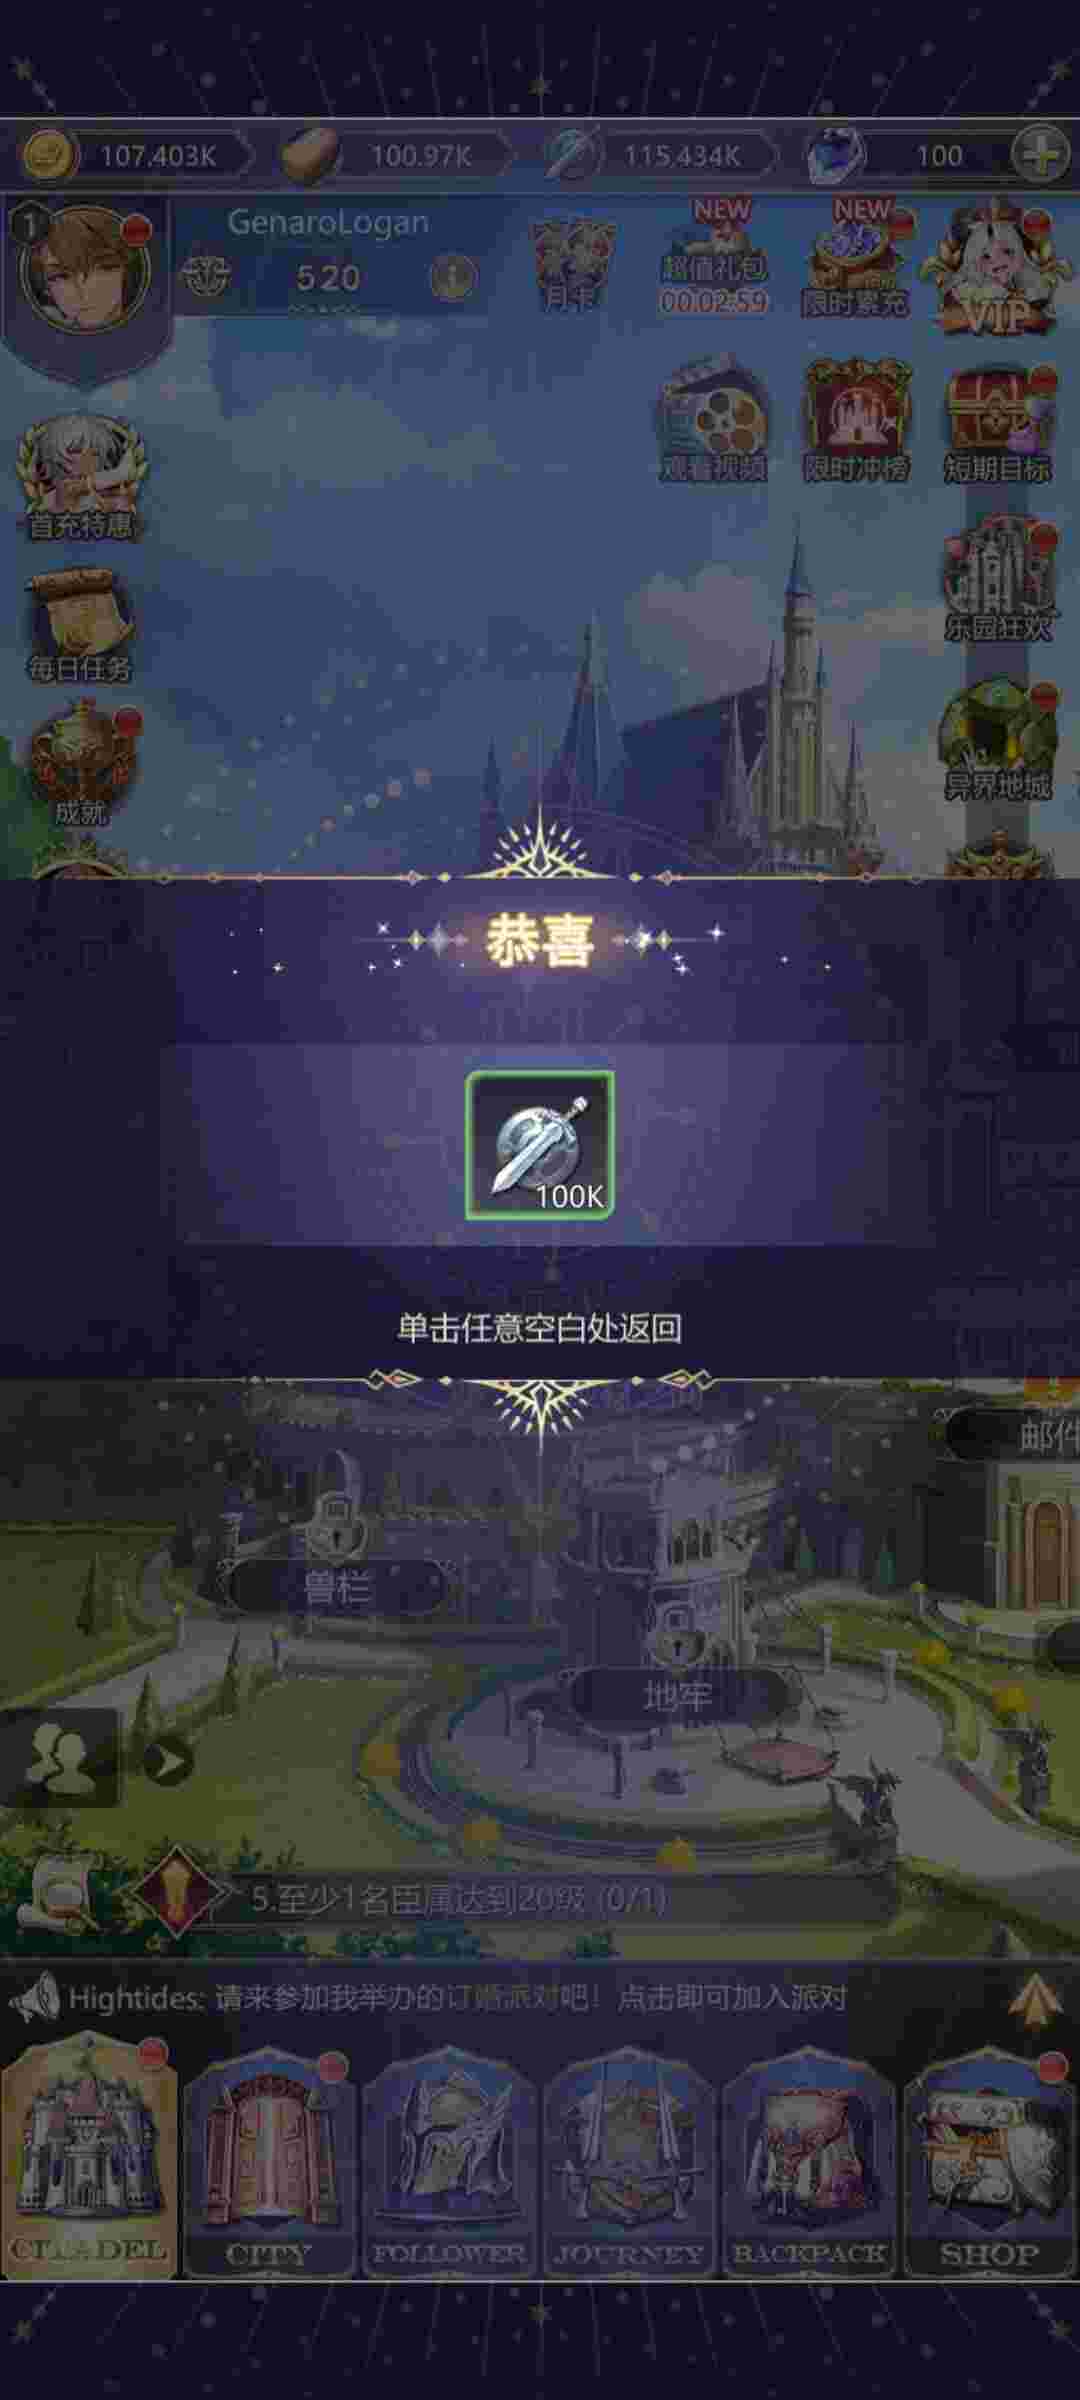 107.403K 100.97K 115.434K 100
1 GenaroLogan
520
月卡
NEW
超值礼包
00:02:59
NEW
限时累充
VIP
首充特惠
观看视频
限时冲榜
短期目标
乐园狂欢
每日任务
异界地城
成就
恭喜
100K
单击任意空白处返回
邮件
兽栏
地牢
5.至少1名臣属达到20级 (0/1)
Hightides: 请来参加我举办的订婚派对吧！点击即可加入派对
CITADEL CITY FOLLOWER JOURNEY BACKPACK SHOP